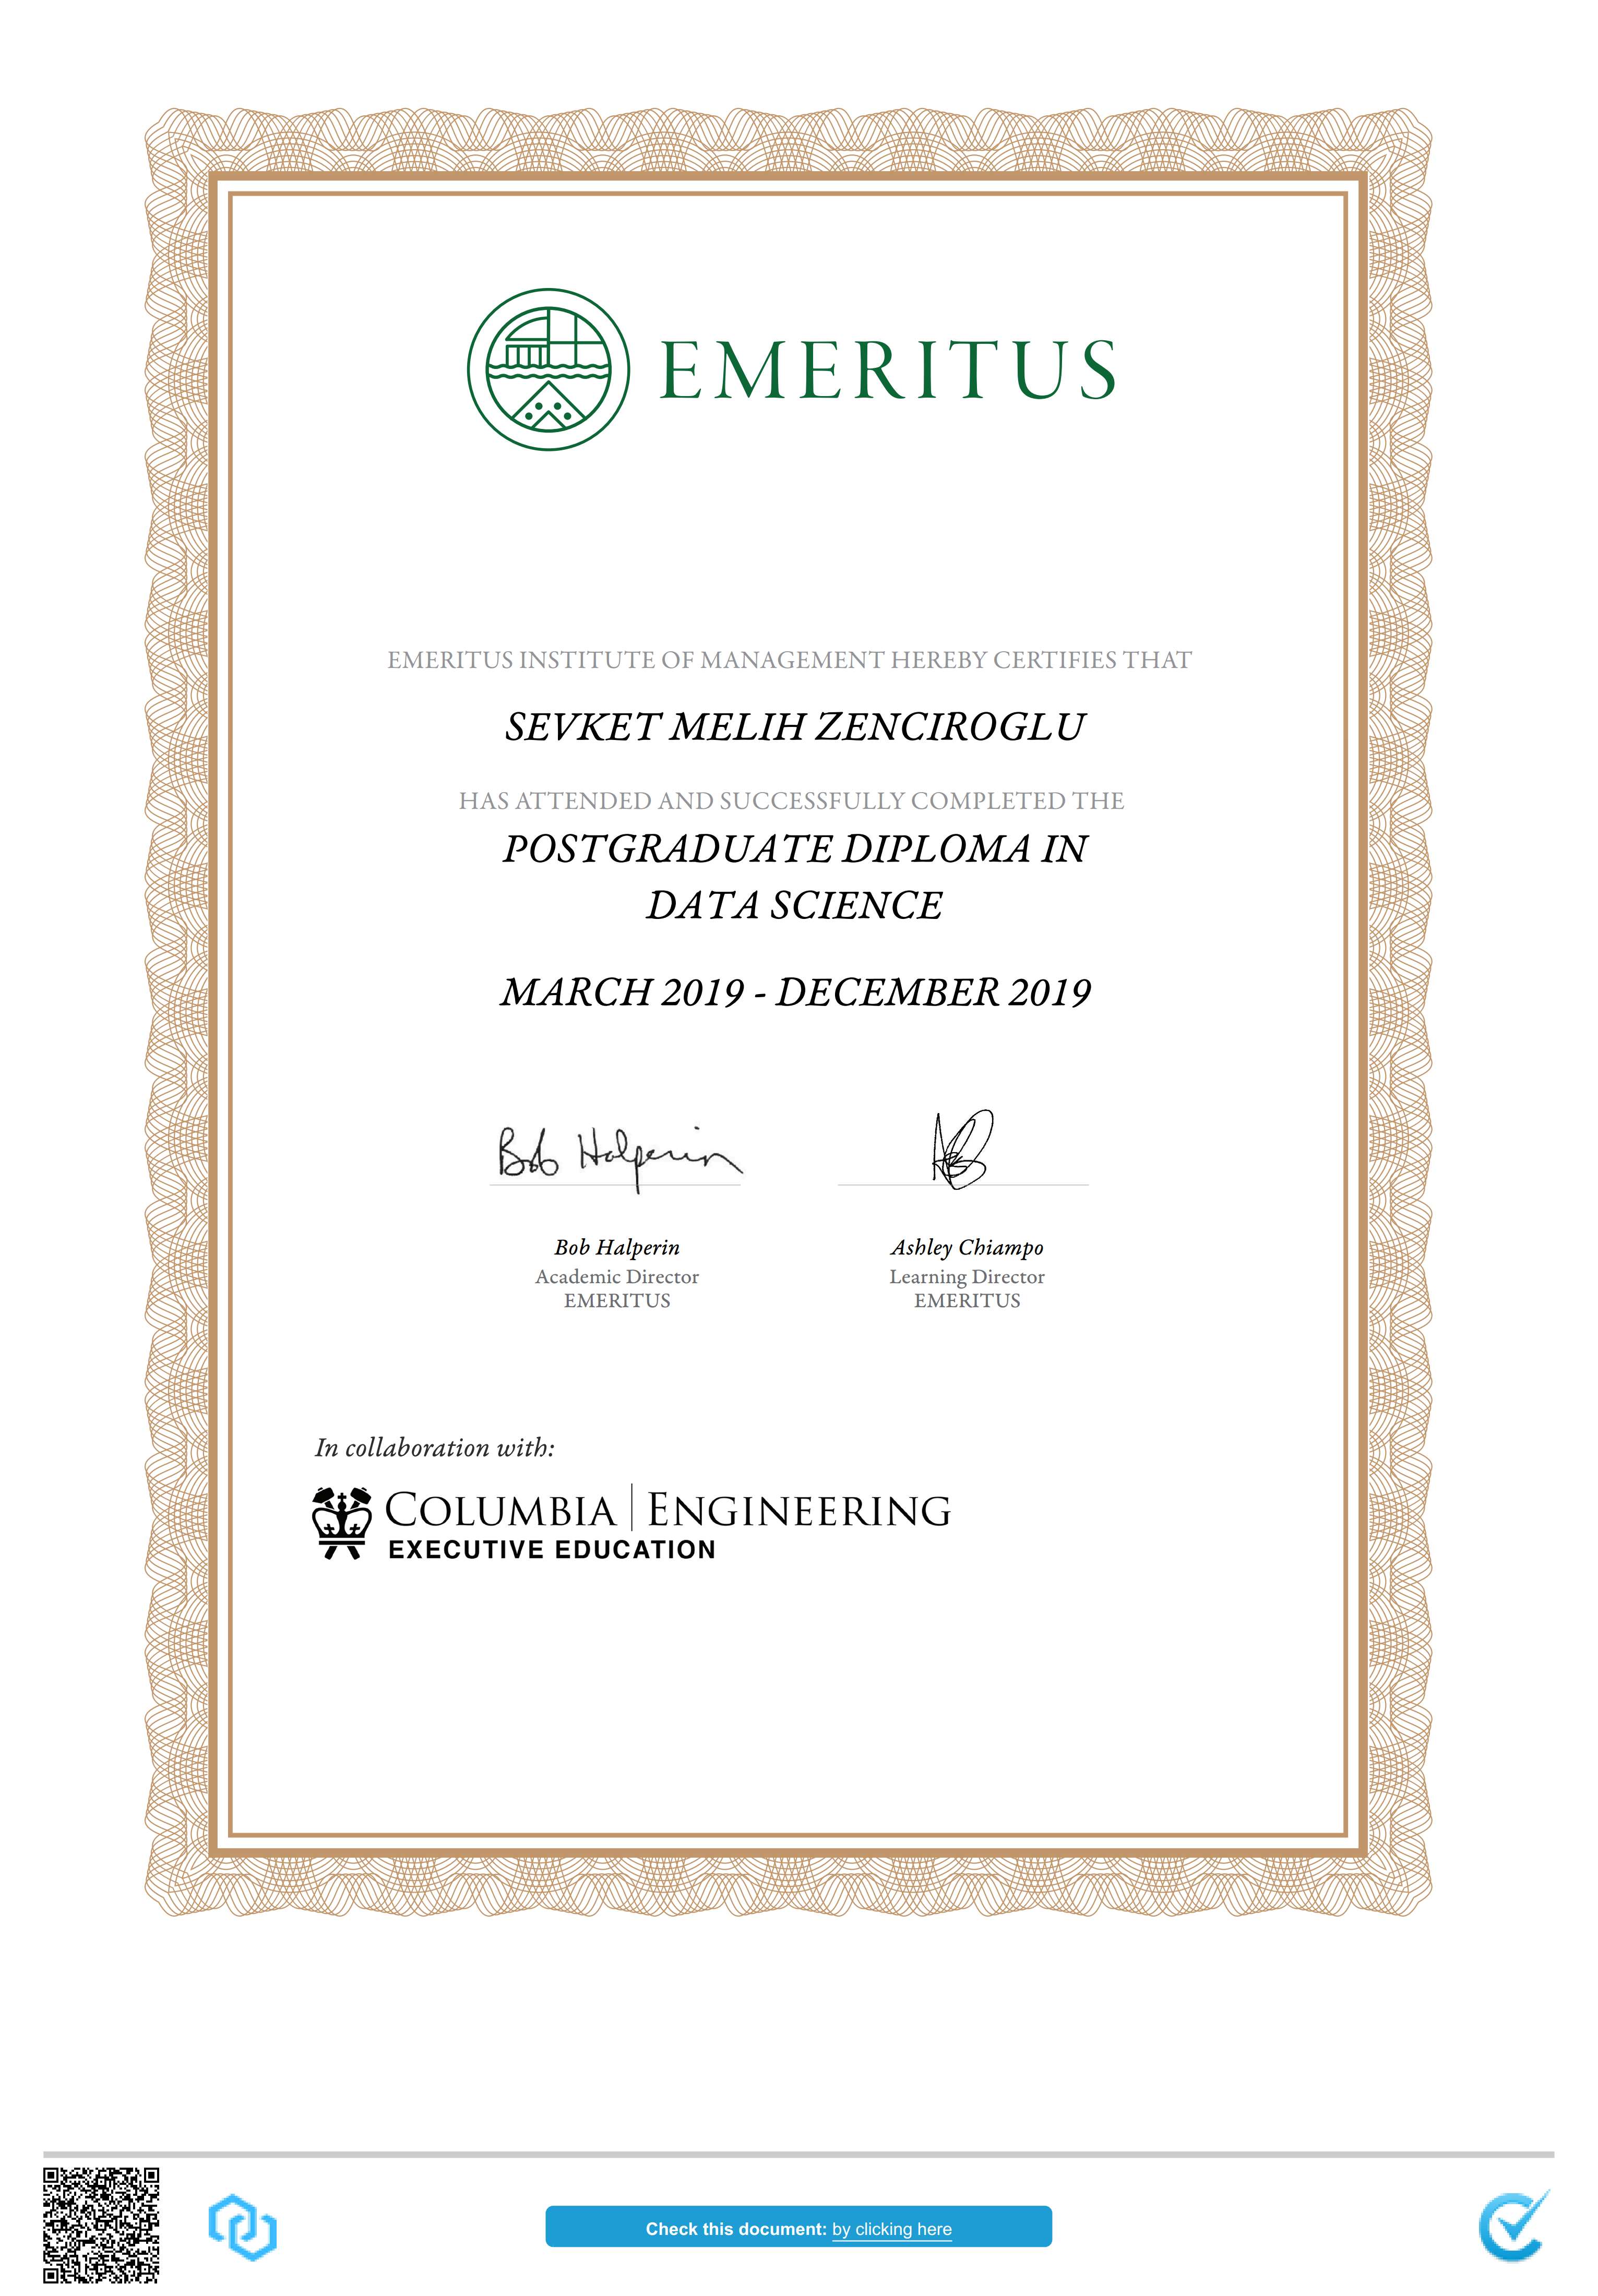 EMERITUS
EMERITUS INSTITUTE OF MANAGEMENT HEREBY CERTIFIES THAT
SEVKET MELIH ZENCIROGLU
HAS ATTENDED AND SUCCESSFULLY COMPLETED THE
POSTGRADUATE DIPLOMA IN
DATA SCIENCE
MARCH 2019 - DECEMBER 2019
Bob Halperin
Bob Halperin
Academic Director
EMERITUS
Ashley Chiampo
Learning Director
EMERITUS
In collaboration with:
COLUMBIA | ENGINEERING
EXECUTIVE EDUCATION
Check this document: by clicking here